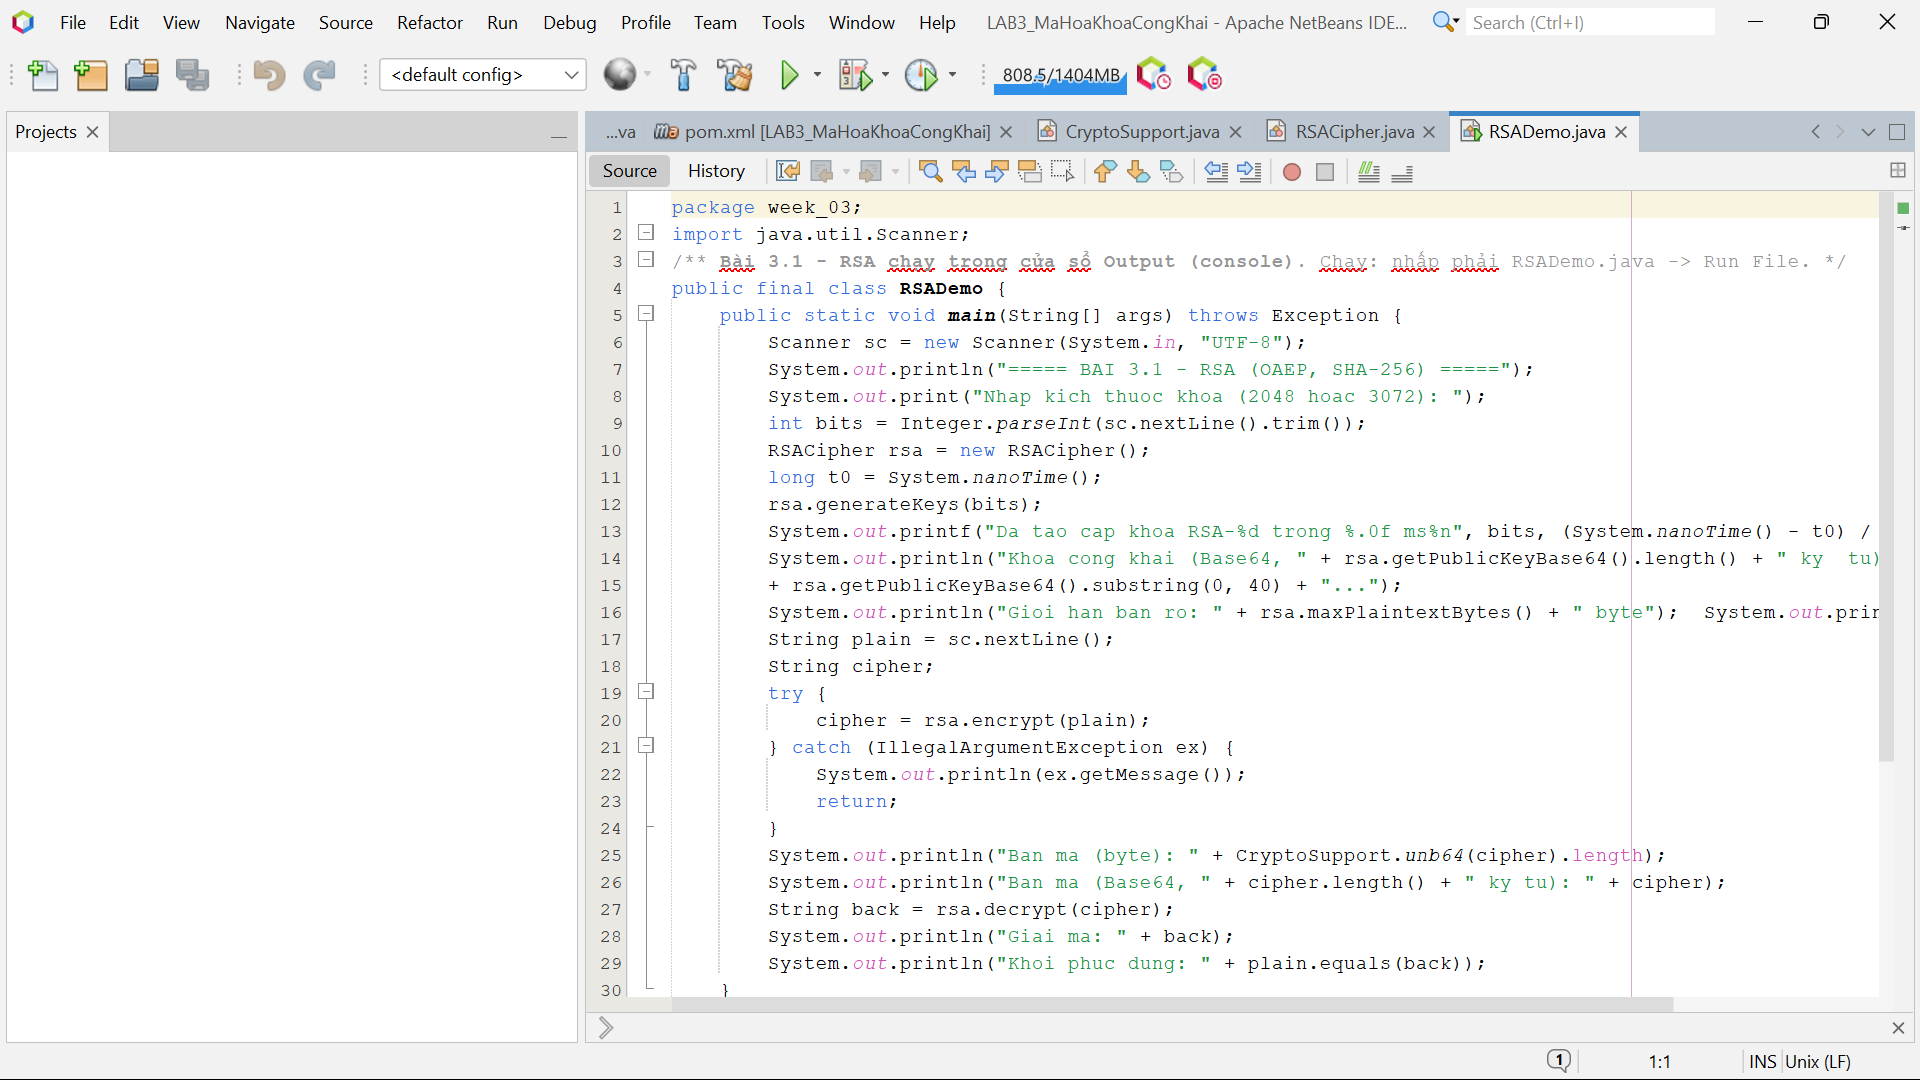 File Edit View Navigate Source Refactor Run Debug Profile Team Tools Window Help LAB3_MaHoaKhoaCongKhai - Apache NetBeans IDE... Search (Ctrl+I)
<default config> 808.5/1404MB
Projects
...va pom.xml [LAB3_MaHoaKhoaCongKhai] CryptoSupport.java RSACipher.java RSADemo.java
Source History
1 package week_03;
2 import java.util.Scanner;
3 /** Bài 3.1 - RSA chay trong cửa sổ Output (console). Chay: nhấp phải RSADemo.java -> Run File. */
4 public final class RSADemo {
5 public static void main(String[] args) throws Exception {
6 Scanner sc = new Scanner(System.in, "UTF-8");
7 System.out.println("===== BAI 3.1 - RSA (OAEP, SHA-256) =====");
8 System.out.print("Nhap kich thuoc khoa (2048 hoac 3072): ");
9 int bits = Integer.parseInt(sc.nextLine().trim());
10 RSACipher rsa = new RSACipher();
11 long t0 = System.nanoTime();
12 rsa.generateKeys(bits);
13 System.out.printf("Da tao cap khoa RSA-%d trong %.0f ms%n", bits, (System.nanoTime() - t0) /
14 System.out.println("Khoa cong khai (Base64, " + rsa.getPublicKeyBase64().length() + " ky  tu)
15 + rsa.getPublicKeyBase64().substring(0, 40) + "...");
16 System.out.println("Gioi han ban ro: " + rsa.maxPlaintextBytes() + " byte");  System.out.prin
17 String plain = sc.nextLine();
18 String cipher;
19 try {
20 cipher = rsa.encrypt(plain);
21 } catch (IllegalArgumentException ex) {
22 System.out.println(ex.getMessage());
23 return;
24 }
25 System.out.println("Ban ma (byte): " + CryptoSupport.unb64(cipher).length);
26 System.out.println("Ban ma (Base64, " + cipher.length() + " ky tu): " + cipher);
27 String back = rsa.decrypt(cipher);
28 System.out.println("Giai ma: " + back);
29 System.out.println("Khoi phuc dung: " + plain.equals(back));
30 }
1 1:1 INS Unix (LF)